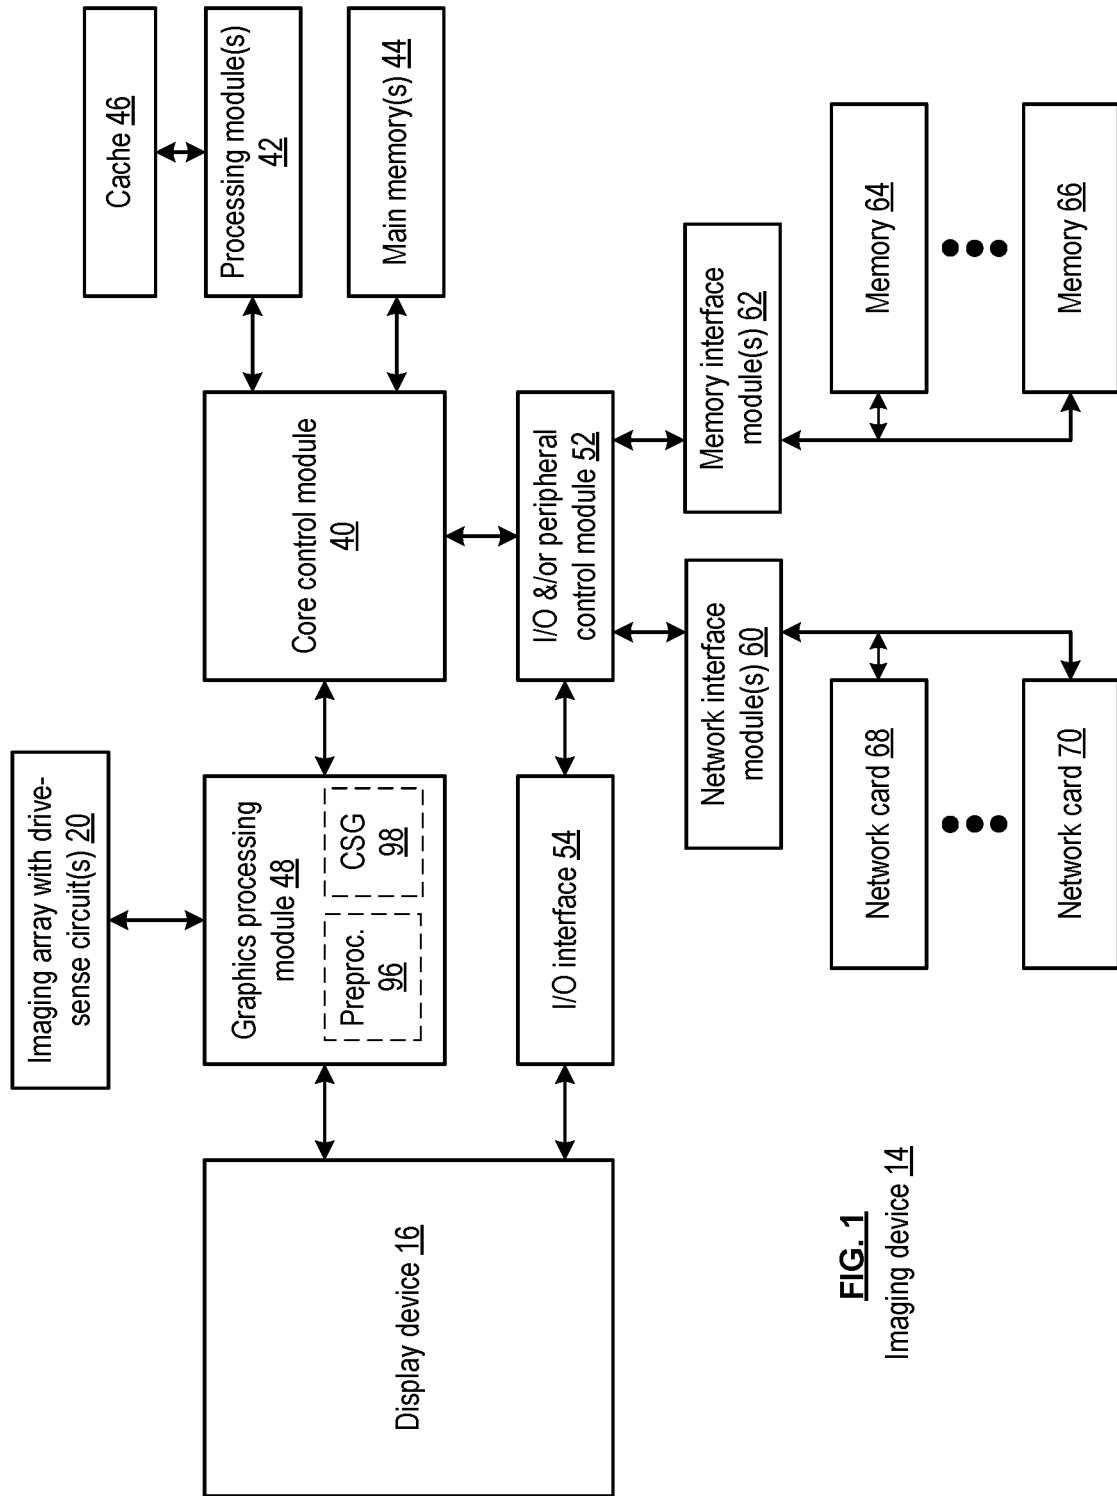 Imaging array with drive-
sense circuit(s) 20
Cache 46
Processing module(s)
42
Main memory(s) 44
Core control module
40
Graphics processing
module 48
Preproc.
96
CSG
98
Display device 16
I/O interface 54
I/O &/or peripheral
control module 52
Network interface
module(s) 60
Memory interface
module(s) 62
Network card 68
Network card 70
Memory 64
Memory 66
FIG. 1
Imaging device 14